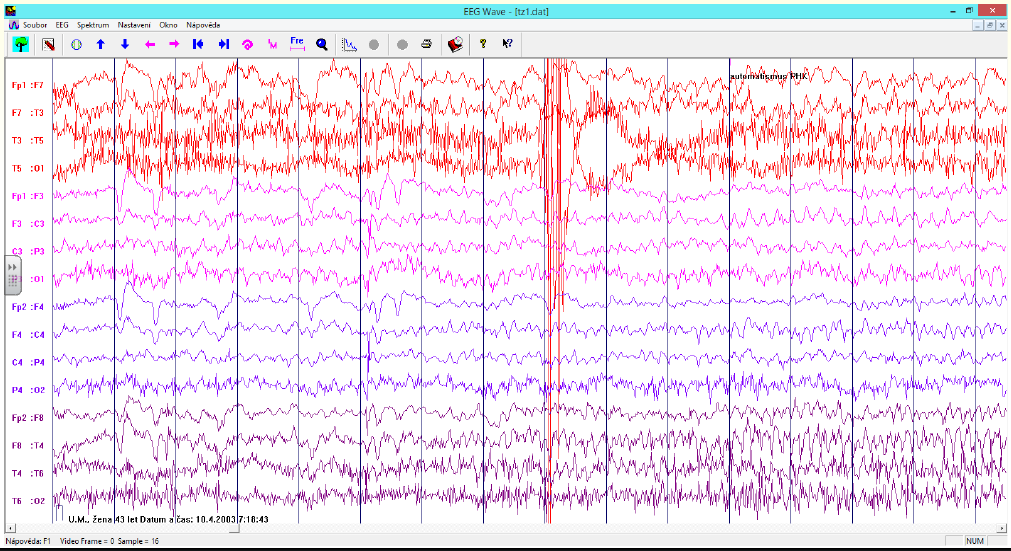 EEG Wave - [tz1.dat]
Soubor EEG Spektrum Nastavení Okno Nápověda
Fre
automatismus PHK
Fp1 :F7
F7 :T3
T3 :T5
T5 :O1
Fp1 :F3
F3 :C3
C3 :P3
:O1
Fp2 :F4
F4 :C4
C4 :P4
P4 :O2
Fp2 :F8
F8 :T4
T4 :T6
T6 :O2
U.M., žena 43 let Datum a čas: 10.4.2003 7:18:43
Nápověda: F1 Video Frame = 0 Sample = 16
NUM